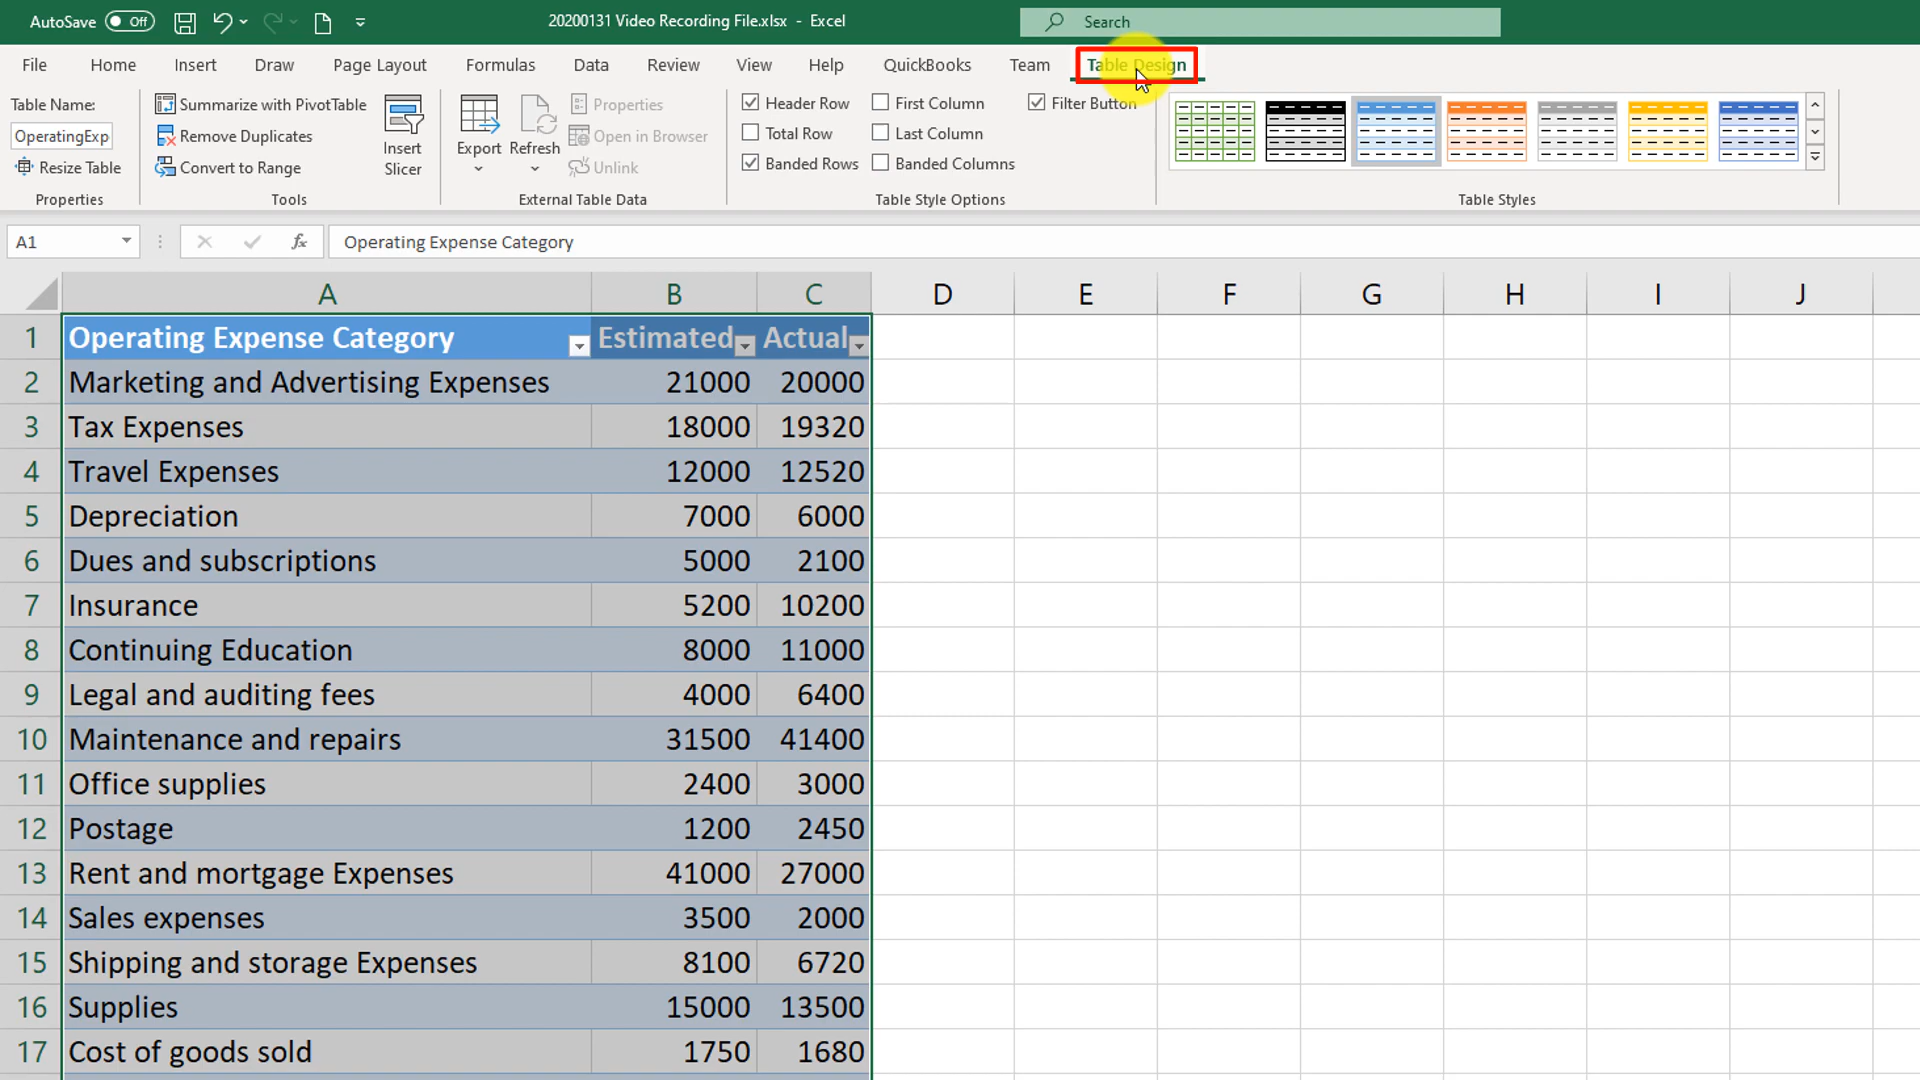 AutoSave Off 20200131 Video Recording File.xlsx - Excel Search
File Home Insert Draw Page Layout Formulas Data Review View Help QuickBooks Team Table Design
Table Name:
OperatingExp
Resize Table
Properties
Summarize with PivotTable
Remove Duplicates
Convert to Range
Insert
Slicer
Tools
Export
Refresh
Properties
Open in Browser
Unlink
External Table Data
Header Row First Column Filter Button
Total Row Last Column
Banded Rows Banded Columns
Table Style Options
Table Styles
A1 fx Operating Expense Category
A B C D E F G H I J
1 Operating Expense Category Estimated Actual
2 Marketing and Advertising Expenses 21000 20000
3 Tax Expenses 18000 19320
4 Travel Expenses 12000 12520
5 Depreciation 7000 6000
6 Dues and subscriptions 5000 2100
7 Insurance 5200 10200
8 Continuing Education 8000 11000
9 Legal and auditing fees 4000 6400
10 Maintenance and repairs 31500 41400
11 Office supplies 2400 3000
12 Postage 1200 2450
13 Rent and mortgage Expenses 41000 27000
14 Sales expenses 3500 2000
15 Shipping and storage Expenses 8100 6720
16 Supplies 15000 13500
17 Cost of goods sold 1750 1680